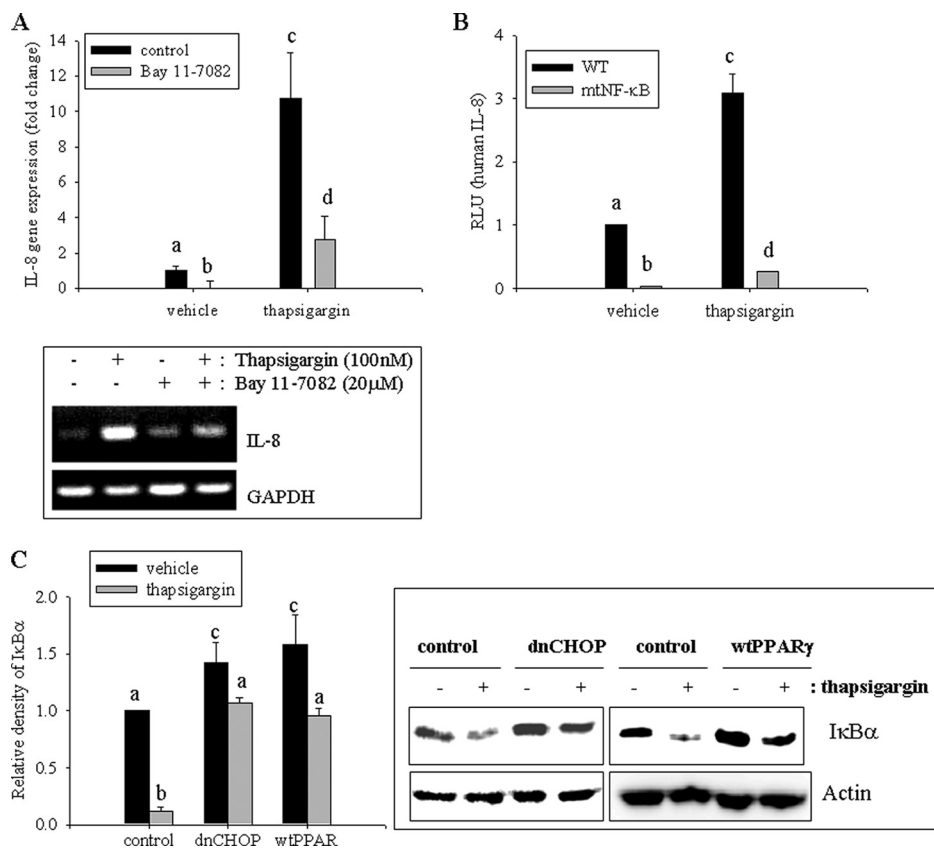 A
IL-8 gene expression (fold change)
14
12
10
8
6
4
2
0
control
Bay 11-7082
a
b
c
d
vehicle
thapsigargin
- + - + : Thapsigargin (100nM)
- - + + : Bay 11-7082 (20μM)
IL-8
GAPDH
B
RLU (human IL-8)
4
3
2
1
0
WT
mtNF-κB
a
b
c
d
vehicle
thapsigargin
C
vehicle
thapsigargin
Relative density of IκBα
2.0
1.5
1.0
0.5
0.0
a
b
c
a
c
a
control
dnCHOP
wtPPAR
control dnCHOP control wtPPARγ
- + - + - + - + : thapsigargin
IκBα
Actin